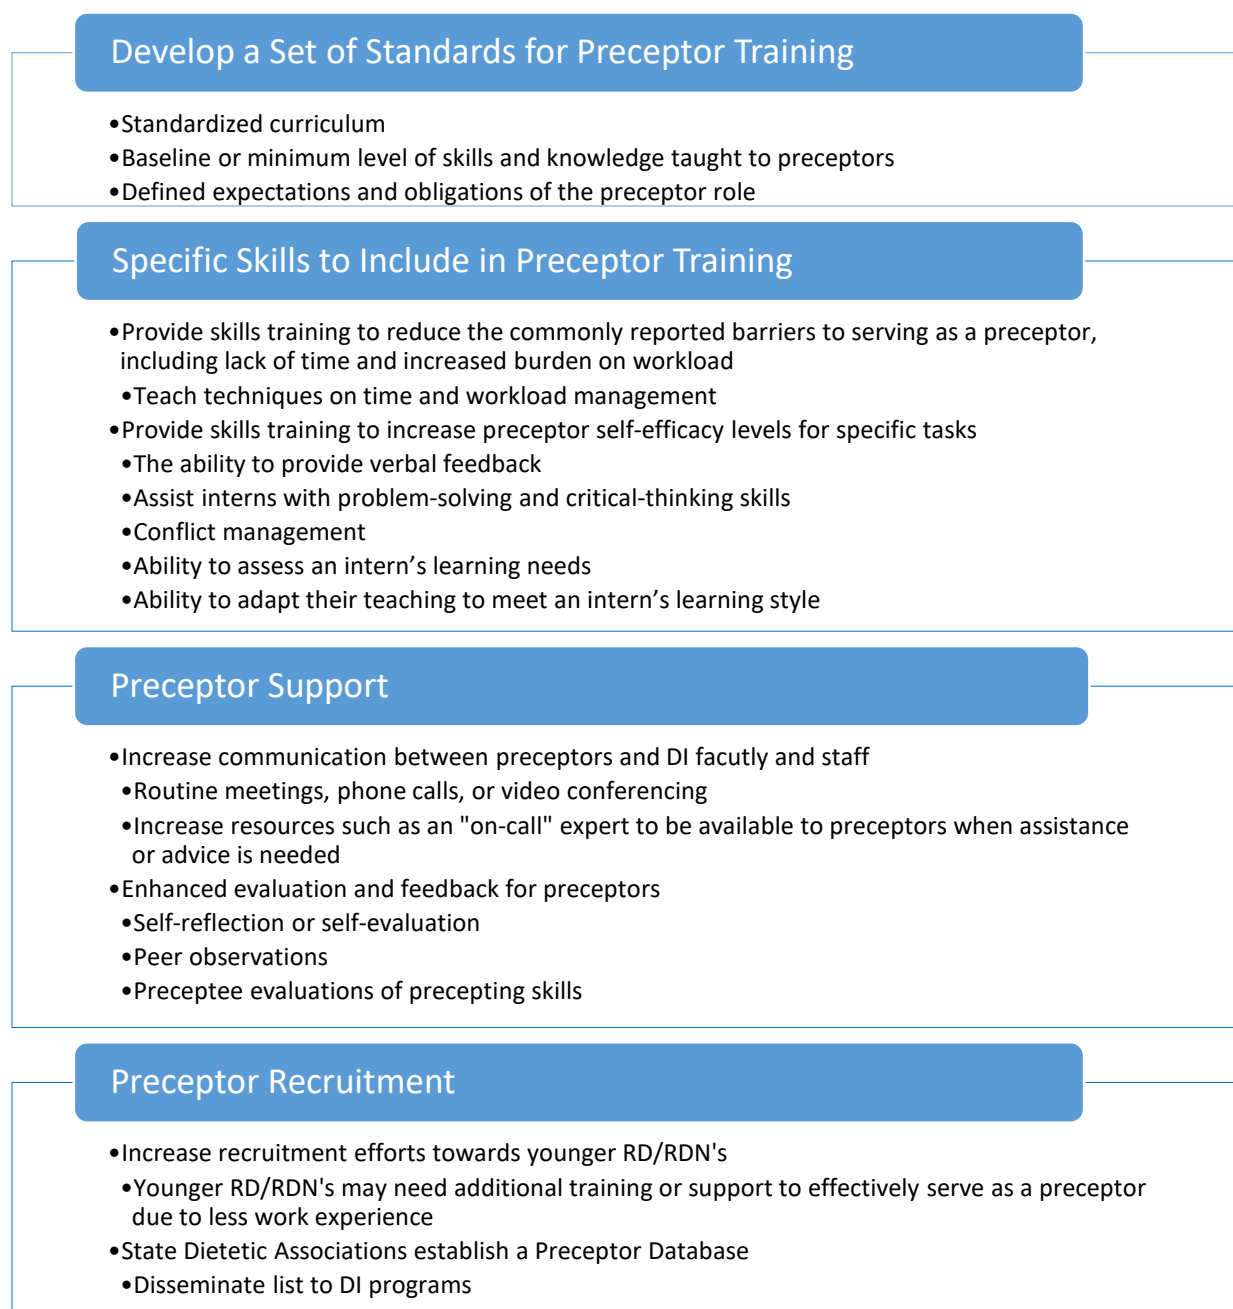 Develop a Set of Standards for Preceptor Training
•Standardized curriculum
•Baseline or minimum level of skills and knowledge taught to preceptors
•Defined expectations and obligations of the preceptor role
Specific Skills to Include in Preceptor Training
•Provide skills training to reduce the commonly reported barriers to serving as a preceptor,
including lack of time and increased burden on workload
•Teach techniques on time and workload management
•Provide skills training to increase preceptor self-efficacy levels for specific tasks
•The ability to provide verbal feedback
•Assist interns with problem-solving and critical-thinking skills
•Conflict management
•Ability to assess an intern’s learning needs
•Ability to adapt their teaching to meet an intern’s learning style
Preceptor Support
•Increase communication between preceptors and DI facutly and staff
•Routine meetings, phone calls, or video conferencing
•Increase resources such as an "on-call" expert to be available to preceptors when assistance
or advice is needed
•Enhanced evaluation and feedback for preceptors
•Self-reflection or self-evaluation
•Peer observations
•Preceptee evaluations of precepting skills
Preceptor Recruitment
•Increase recruitment efforts towards younger RD/RDN's
•Younger RD/RDN's may need additional training or support to effectively serve as a preceptor
due to less work experience
•State Dietetic Associations establish a Preceptor Database
•Disseminate list to DI programs